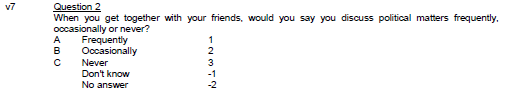 v7 Question 2
When you get together with your friends, would you say you discuss political matters frequently,
occasionally or never?
A Frequently 1
B Occasionally 2
C Never 3
Don't know -1
No answer -2